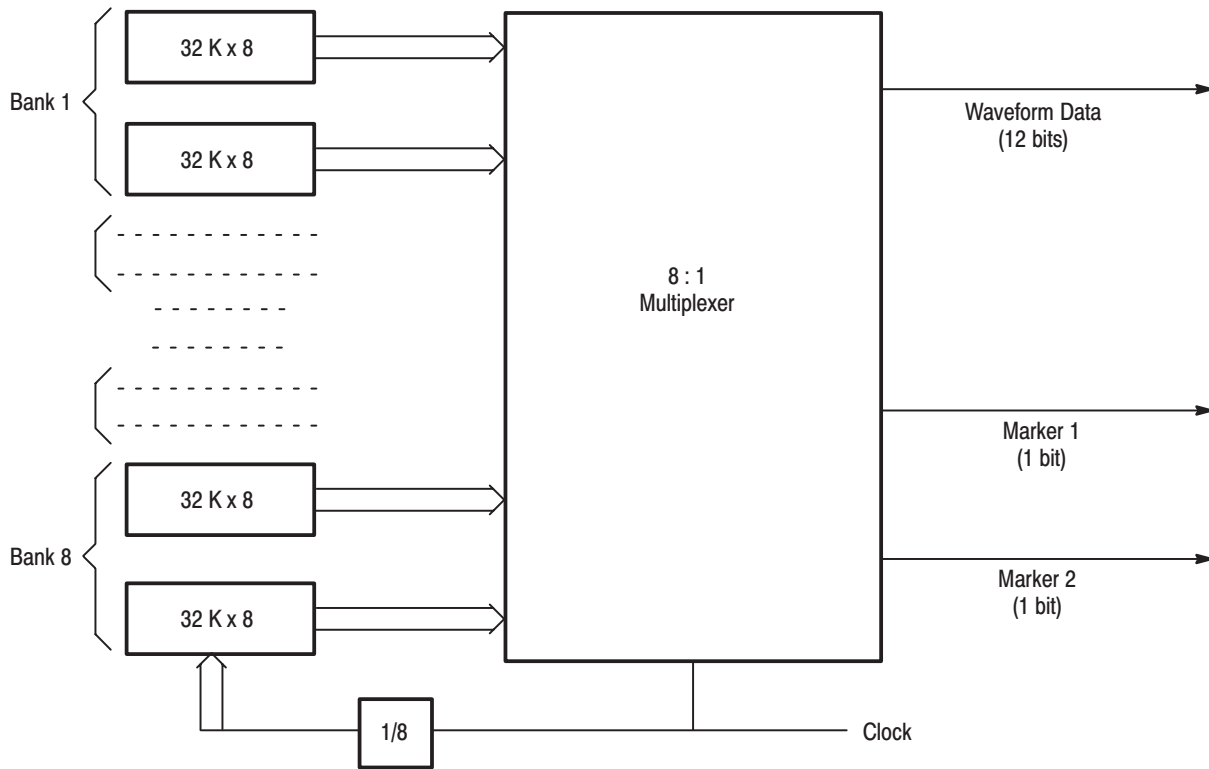 32 K x 8
Bank 1
32 K x 8
Waveform Data
(12 bits)
8 : 1
Multiplexer
Marker 1
(1 bit)
32 K x 8
Bank 8
32 K x 8
Marker 2
(1 bit)
1/8
Clock